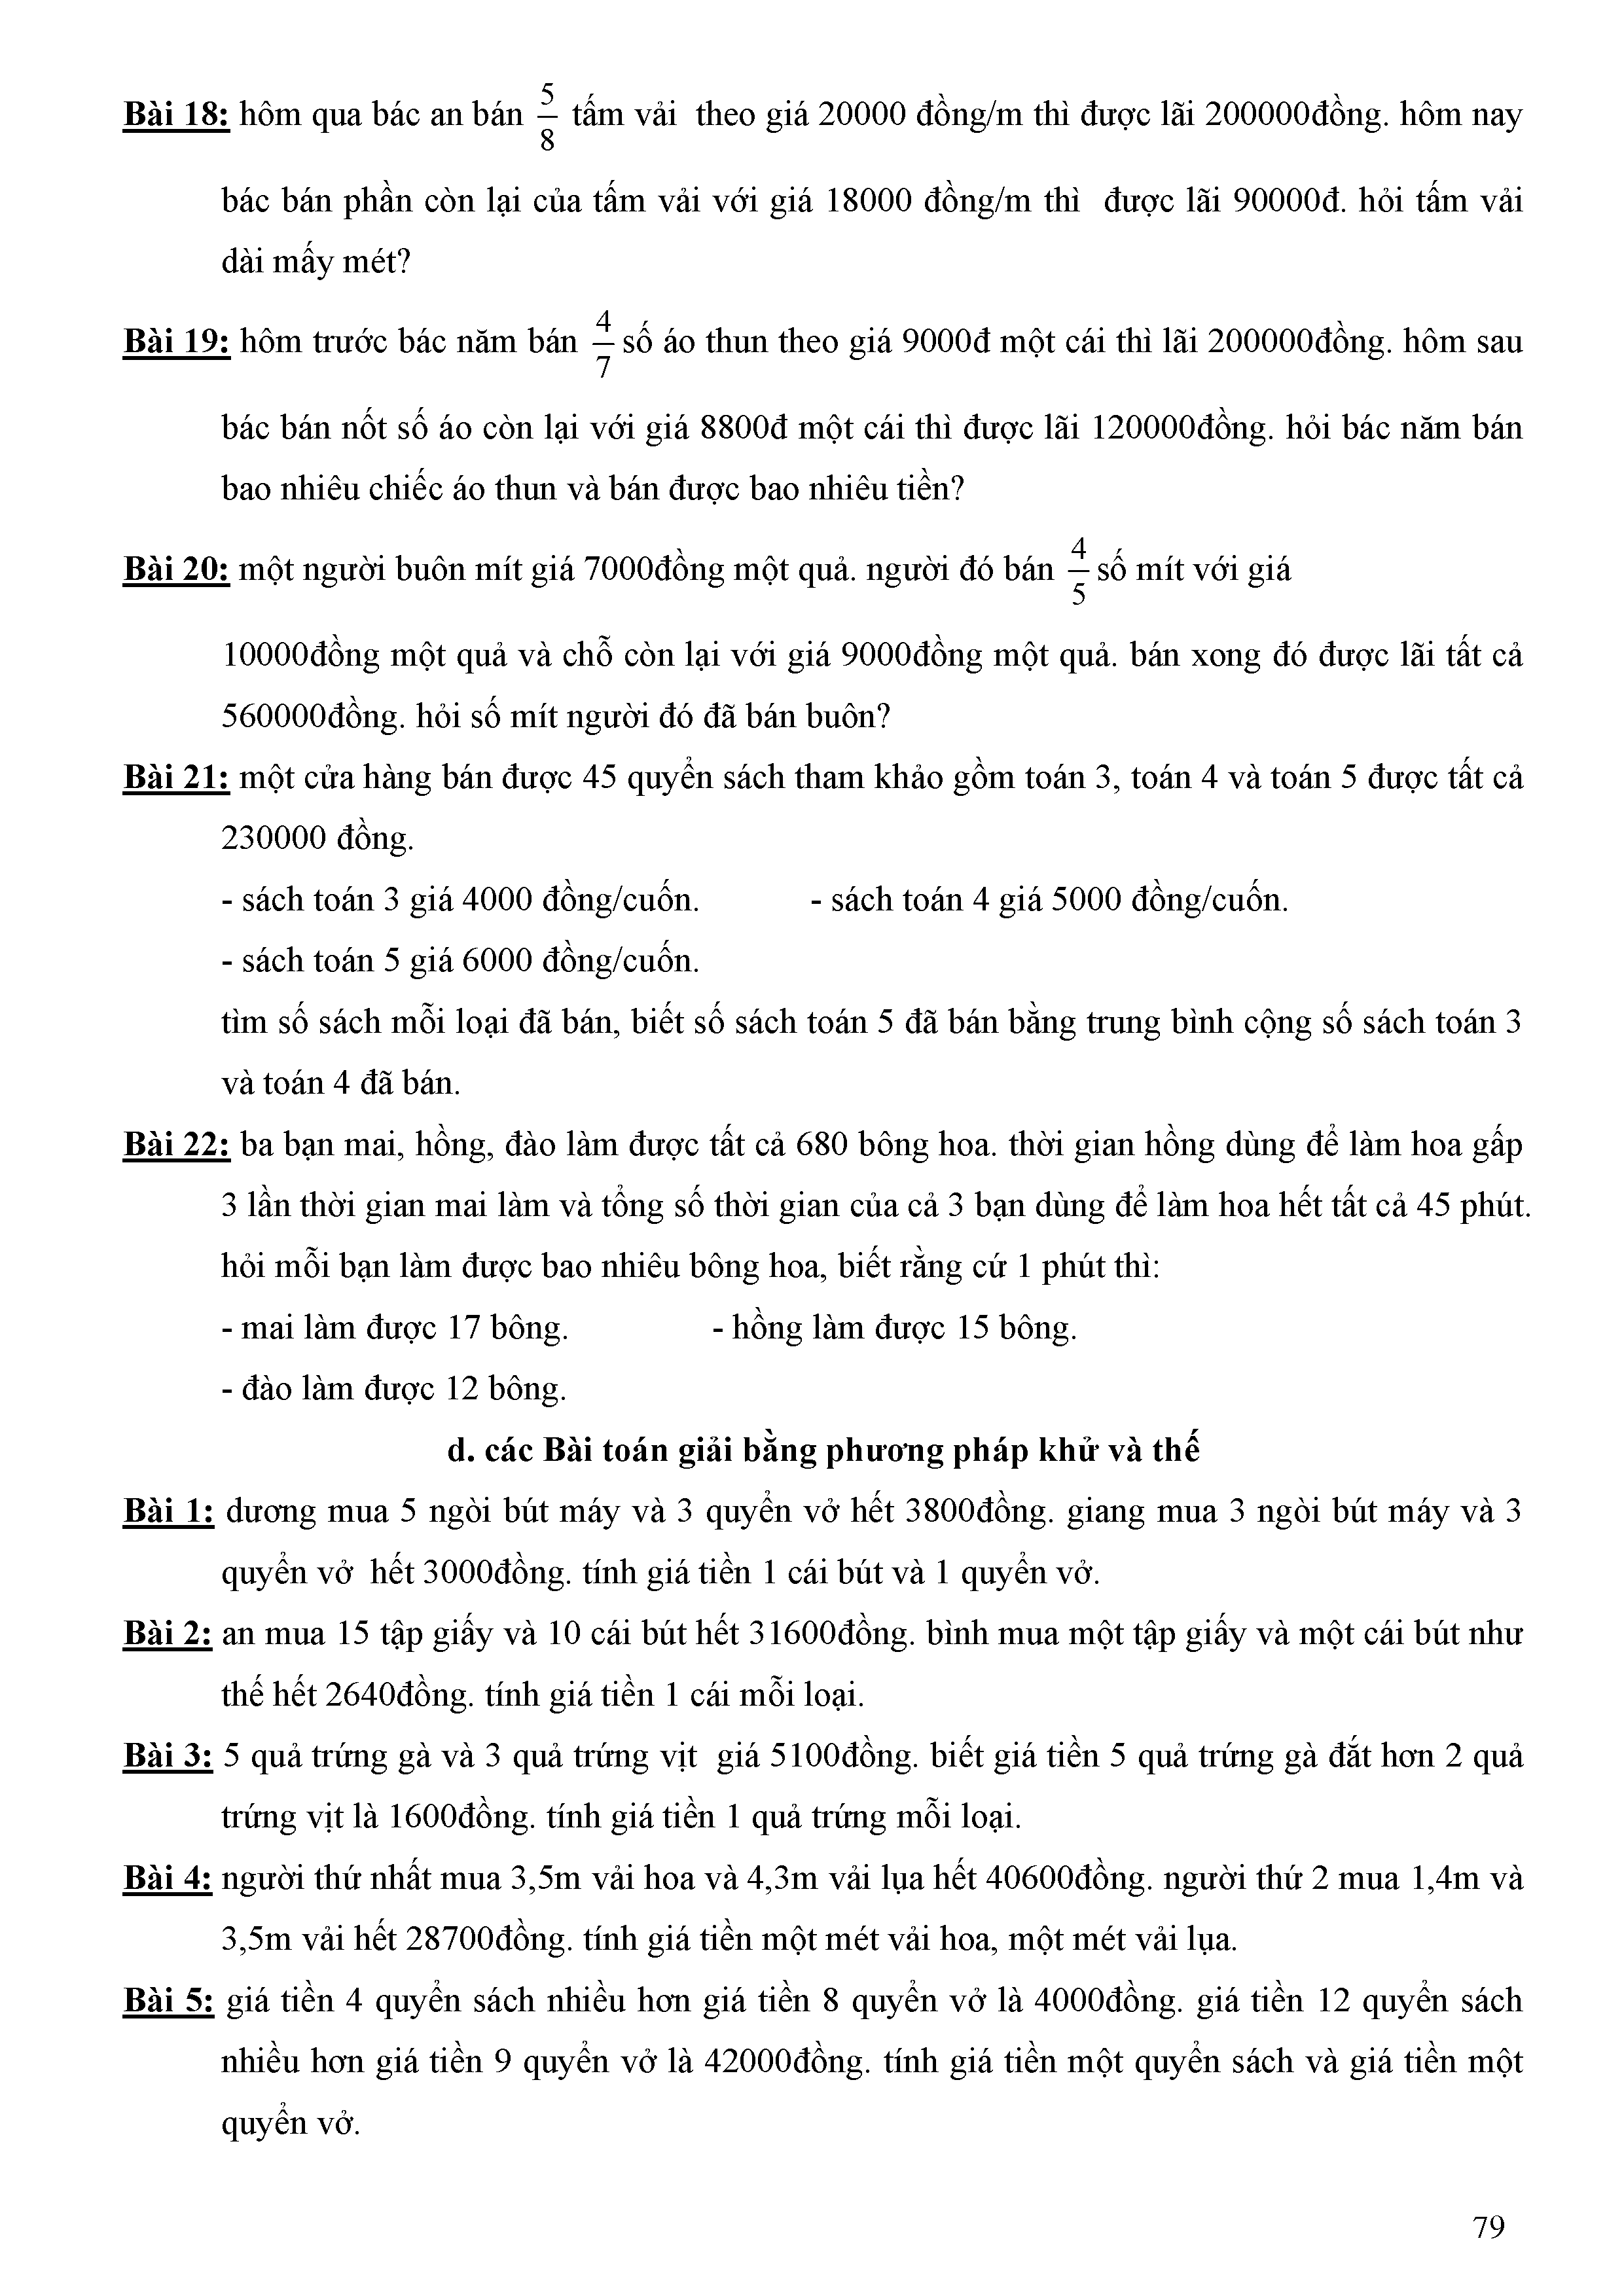 Bài 18: hôm qua bác an bán 5/8 tấm vải theo giá 20000 đồng/m thì được lãi 200000đồng. hôm nay
bác bán phần còn lại của tấm vải với giá 18000 đồng/m thì được lãi 90000đ. hỏi tấm vải
dài mấy mét?
Bài 19: hôm trước bác năm bán 4/7 số áo thun theo giá 9000đ một cái thì lãi 200000đồng. hôm sau
bác bán nốt số áo còn lại với giá 8800đ một cái thì được lãi 120000đồng. hỏi bác năm bán
bao nhiêu chiếc áo thun và bán được bao nhiêu tiền?
Bài 20: một người buôn mít giá 7000đồng một quả. người đó bán 4/5 số mít với giá
10000đồng một quả và chỗ còn lại với giá 9000đồng một quả. bán xong đó được lãi tất cả
560000đồng. hỏi số mít người đó đã bán buôn?
Bài 21: một cửa hàng bán được 45 quyển sách tham khảo gồm toán 3, toán 4 và toán 5 được tất cả
230000 đồng.
- sách toán 3 giá 4000 đồng/cuốn. - sách toán 4 giá 5000 đồng/cuốn.
- sách toán 5 giá 6000 đồng/cuốn.
tìm số sách mỗi loại đã bán, biết số sách toán 5 đã bán bằng trung bình cộng số sách toán 3
và toán 4 đã bán.
Bài 22: ba bạn mai, hồng, đào làm được tất cả 680 bông hoa. thời gian hồng dùng để làm hoa gấp
3 lần thời gian mai làm và tổng số thời gian của cả 3 bạn dùng để làm hoa hết tất cả 45 phút.
hỏi mỗi bạn làm được bao nhiêu bông hoa, biết rằng cứ 1 phút thì:
- mai làm được 17 bông. - hồng làm được 15 bông.
- đào làm được 12 bông.
d. các Bài toán giải bằng phương pháp khử và thế
Bài 1: dương mua 5 ngòi bút máy và 3 quyển vở hết 3800đồng. giang mua 3 ngòi bút máy và 3
quyển vở hết 3000đồng. tính giá tiền 1 cái bút và 1 quyển vở.
Bài 2: an mua 15 tập giấy và 10 cái bút hết 31600đồng. bình mua một tập giấy và một cái bút như
thế hết 2640đồng. tính giá tiền 1 cái mỗi loại.
Bài 3: 5 quả trứng gà và 3 quả trứng vịt giá 5100đồng. biết giá tiền 5 quả trứng gà đắt hơn 2 quả
trứng vịt là 1600đồng. tính giá tiền 1 quả trứng mỗi loại.
Bài 4: người thứ nhất mua 3,5m vải hoa và 4,3m vải lụa hết 40600đồng. người thứ 2 mua 1,4m và
3,5m vải hết 28700đồng. tính giá tiền một mét vải hoa, một mét vải lụa.
Bài 5: giá tiền 4 quyển sách nhiều hơn giá tiền 8 quyển vở là 4000đồng. giá tiền 12 quyển sách
nhiều hơn giá tiền 9 quyển vở là 42000đồng. tính giá tiền một quyển sách và giá tiền một
quyển vở.
79